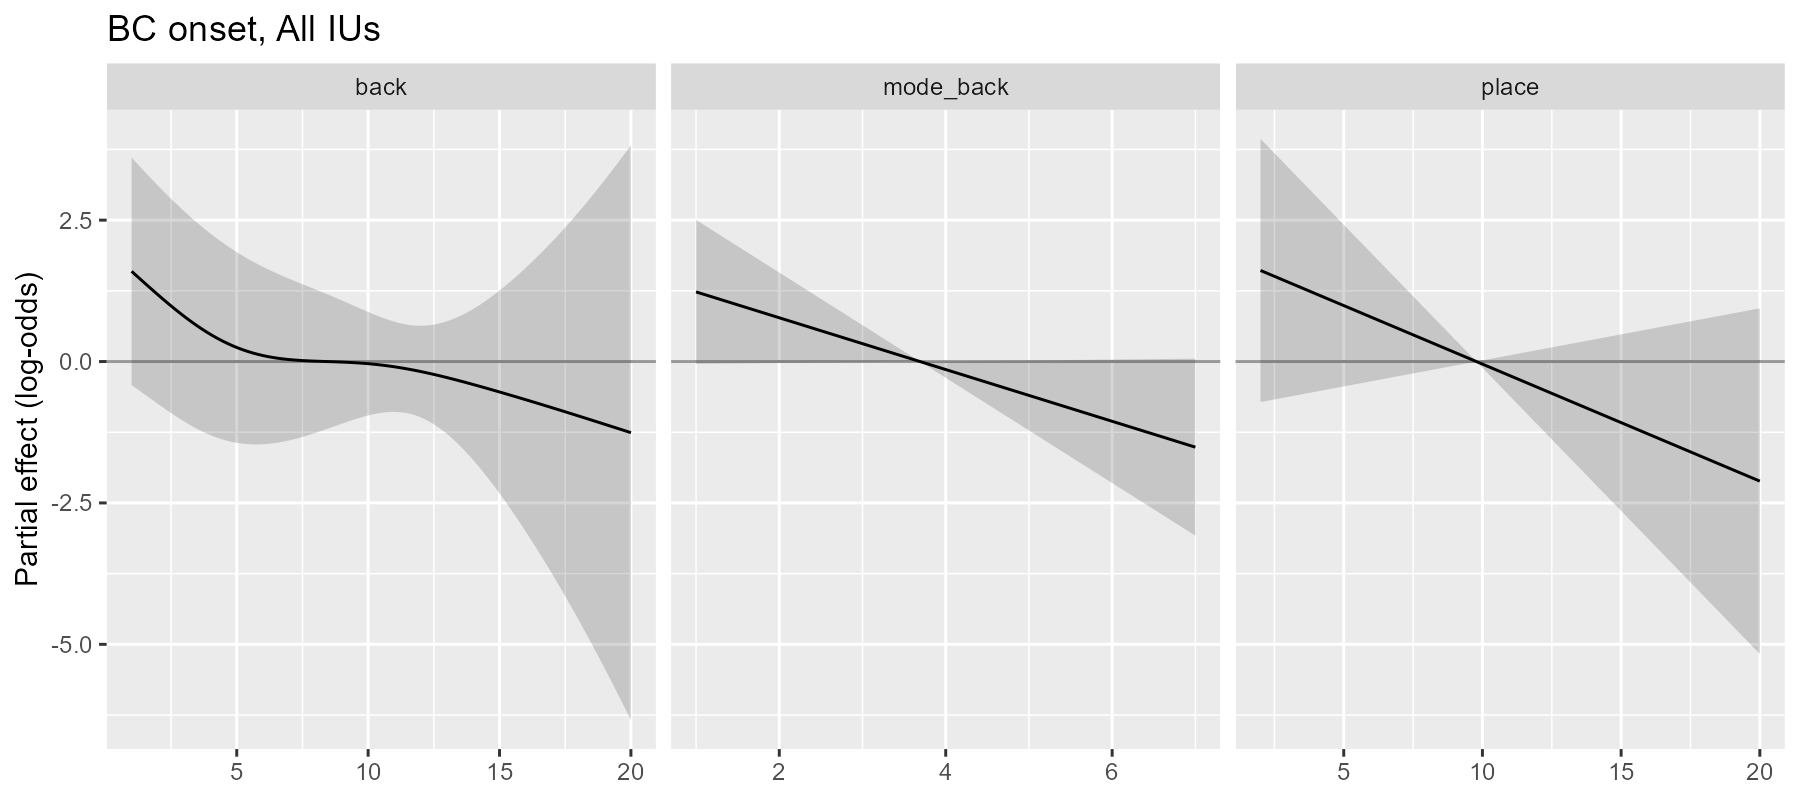 BC onset, All IUs
back
mode_back
place
Partial effect (log-odds)
2.5
0.0
-2.5
-5.0
5 10 15 20
2 4 6
5 10 15 20